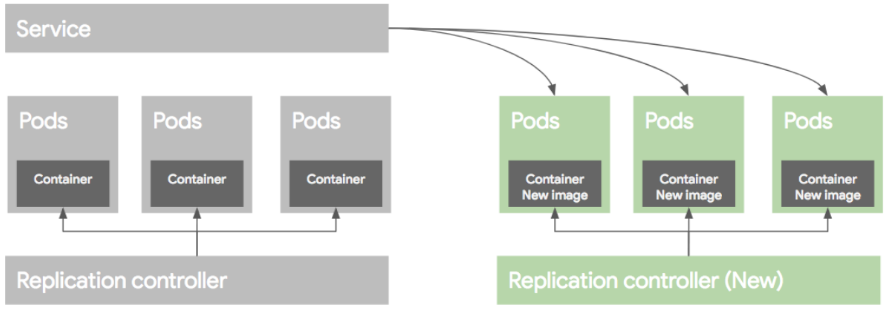 Service
Pods
Pods
Pods
Pods
Pods
Pods
Container
Container
Container
Container
New image
Container
New image
Container
New image
Replication controller
Replication controller (New)